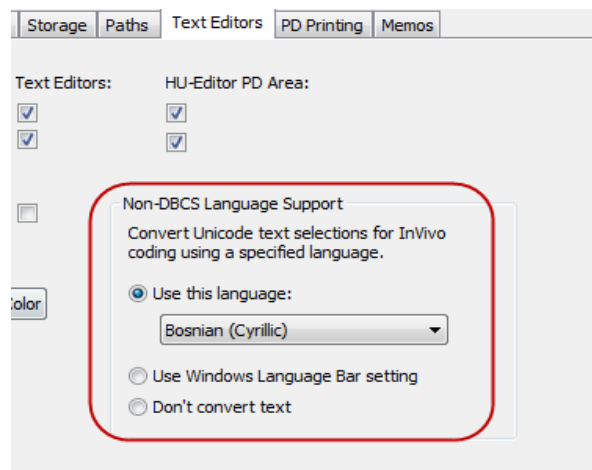 Storage Paths Text Editors PD Printing Memos
Text Editors: HU-Editor PD Area:
Non-DBCS Language Support
Convert Unicode text selections for InVivo
coding using a specified language.
Use this language:
olor
Bosnian (Cyrillic)
Use Windows Language Bar setting
Don't convert text